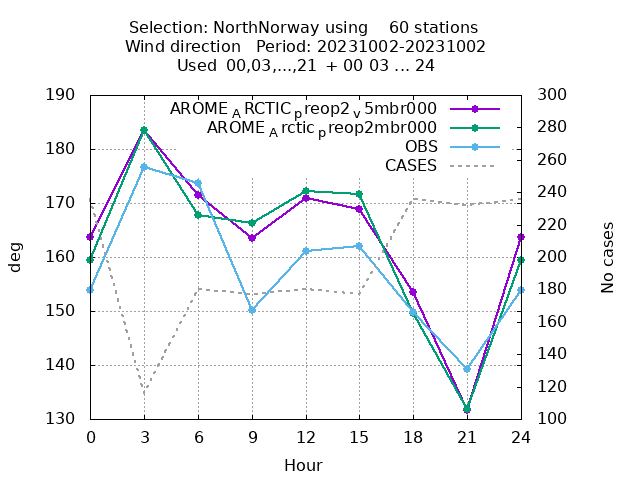 Selection: NorthNorway using    60 stations
Wind direction   Period: 20231002-20231002
Used  00,03,...,21  + 00 03 ... 24
190 300
AROME_ARCTIC_preop2_v5mbr000
180 280
AROME_Arctic_preop2mbr000
OBS
260
CASES
240
170 220
160 200
deg
No cases
180
150 160
140 140
120
130 100
0 3 6 9 12 15 18 21 24
Hour